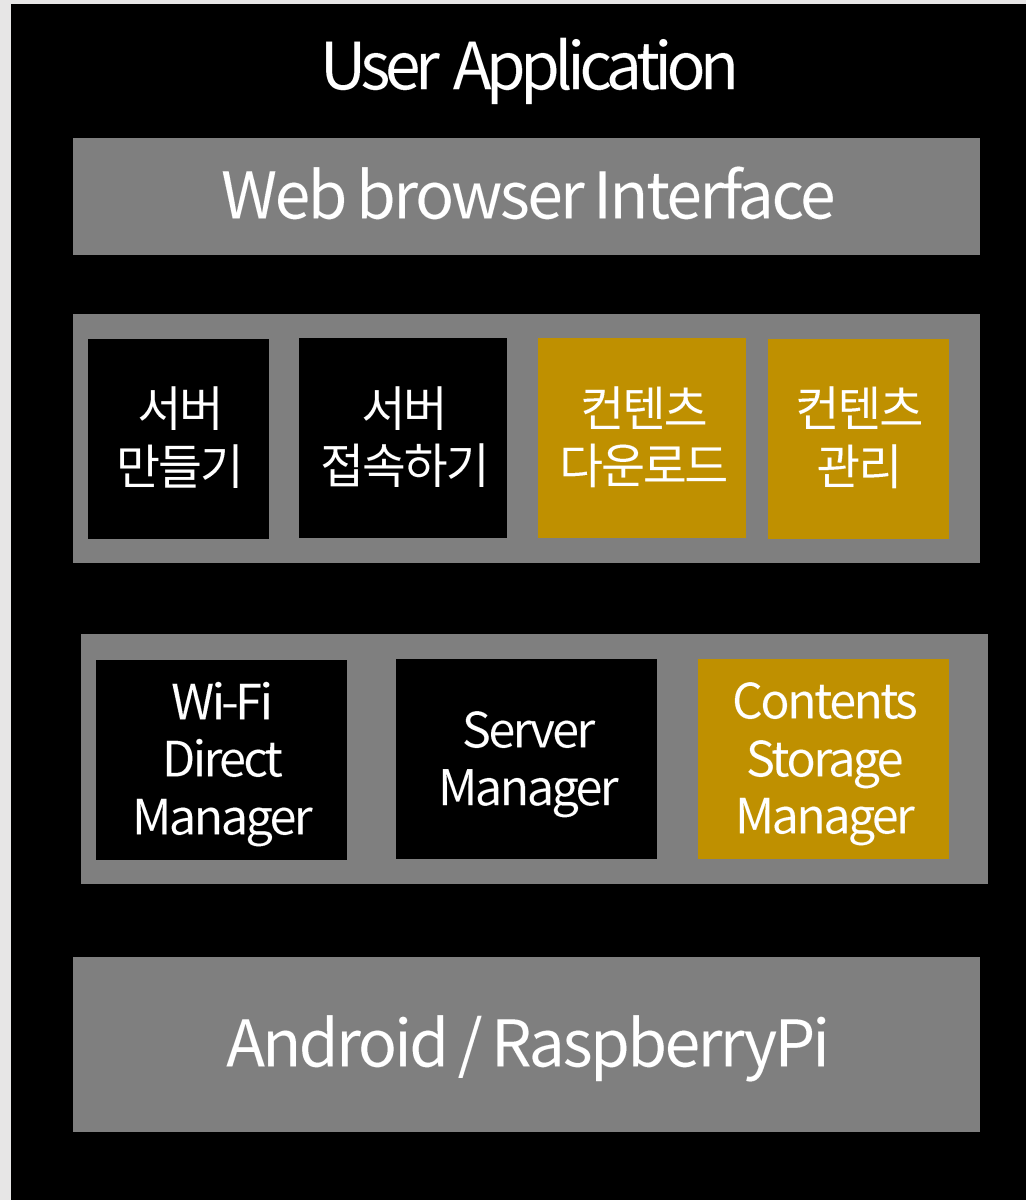 User Application
Web browser Interface
서버
만들기
서버
접속하기
컨텐츠
다운로드
컨텐츠
관리
Wi-Fi
Direct
Manager
Server
Manager
Contents
Storage
Manager
Android / RaspberryPi